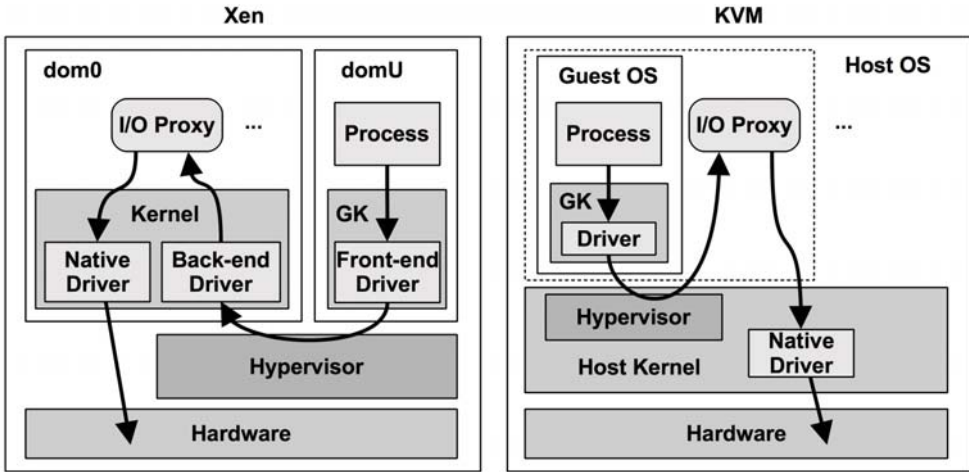 Xen
dom0
I/O Proxy
...
Kernel
Native
Driver
Back-end
Driver
domU
Process
GK
Front-end
Driver
Hypervisor
Hardware
KVM
Host OS
Guest OS
Process
GK
Driver
I/O Proxy
...
Hypervisor
Host Kernel
Native
Driver
Hardware